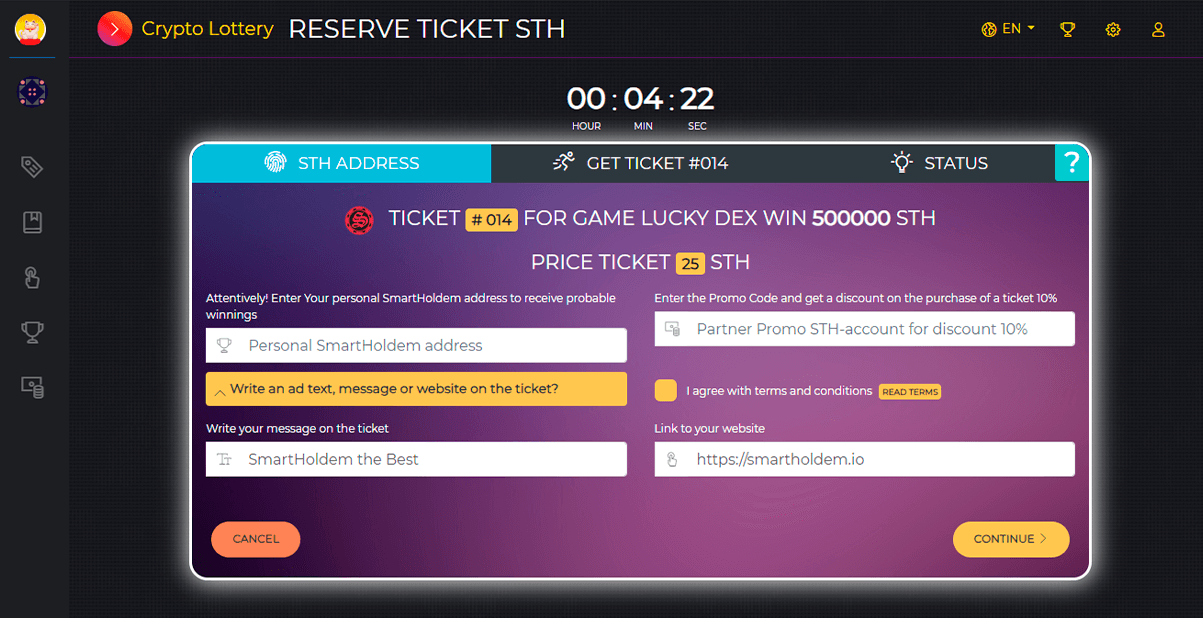 Crypto Lottery RESERVE TICKET STH
EN
00 : 04 : 22
HOUR MIN SEC
STH ADDRESS
GET TICKET #014
STATUS
?
TICKET # 014 FOR GAME LUCKY DEX WIN 500000 STH
PRICE TICKET 25 STH
Attentively! Enter Your personal SmartHoldem address to receive probable
winnings
Personal SmartHoldem address
Enter the Promo Code and get a discount on the purchase of a ticket 10%
Partner Promo STH-account for discount 10%
Write an ad text, message or website on the ticket?
I agree with terms and conditions READ TERMS
Write your message on the ticket
SmartHoldem the Best
Link to your website
https://smartholdem.io
CANCEL
CONTINUE